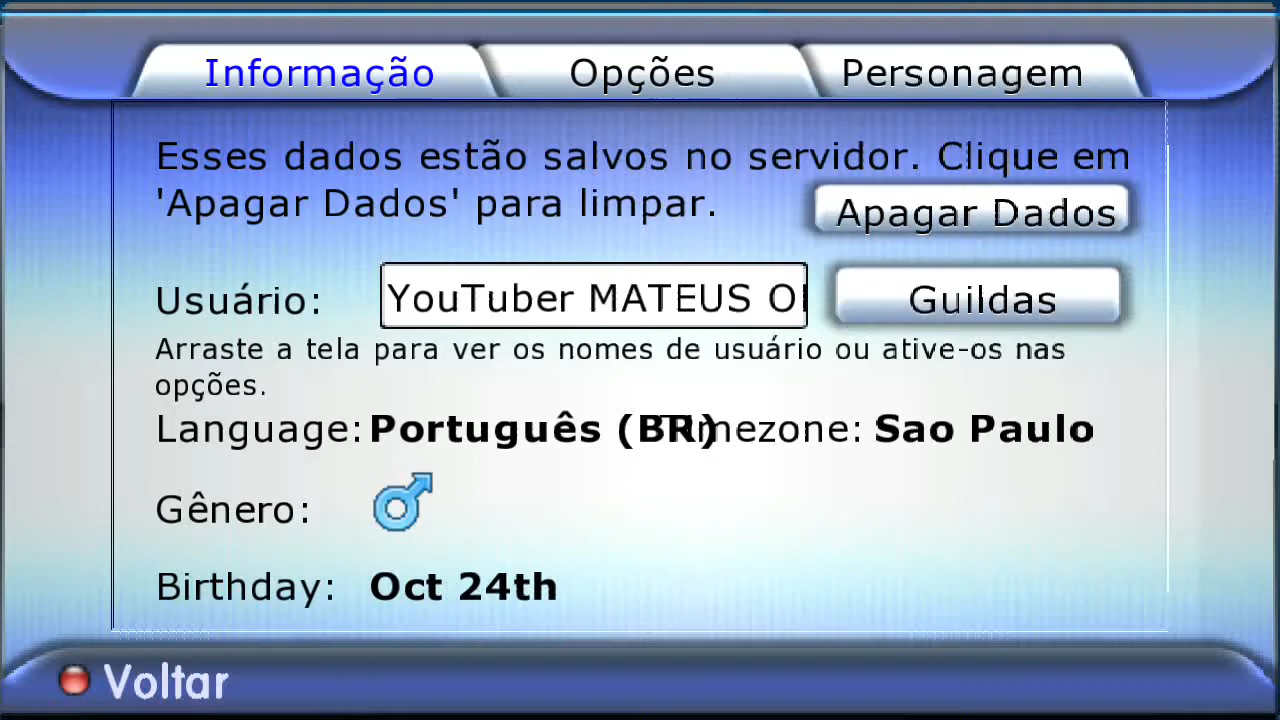 Informação Opções Personagem
Esses dados estão salvos no servidor. Clique em
'Apagar Dados' para limpar.
Apagar Dados
Usuário: YouTuber MATEUS Guildas
Arraste a tela para ver os nomes de usuário ou ative-os nas
opções.
Language: Português (BR) Timezone: Sao Paulo
Gênero:
Birthday: Oct 24th
Voltar